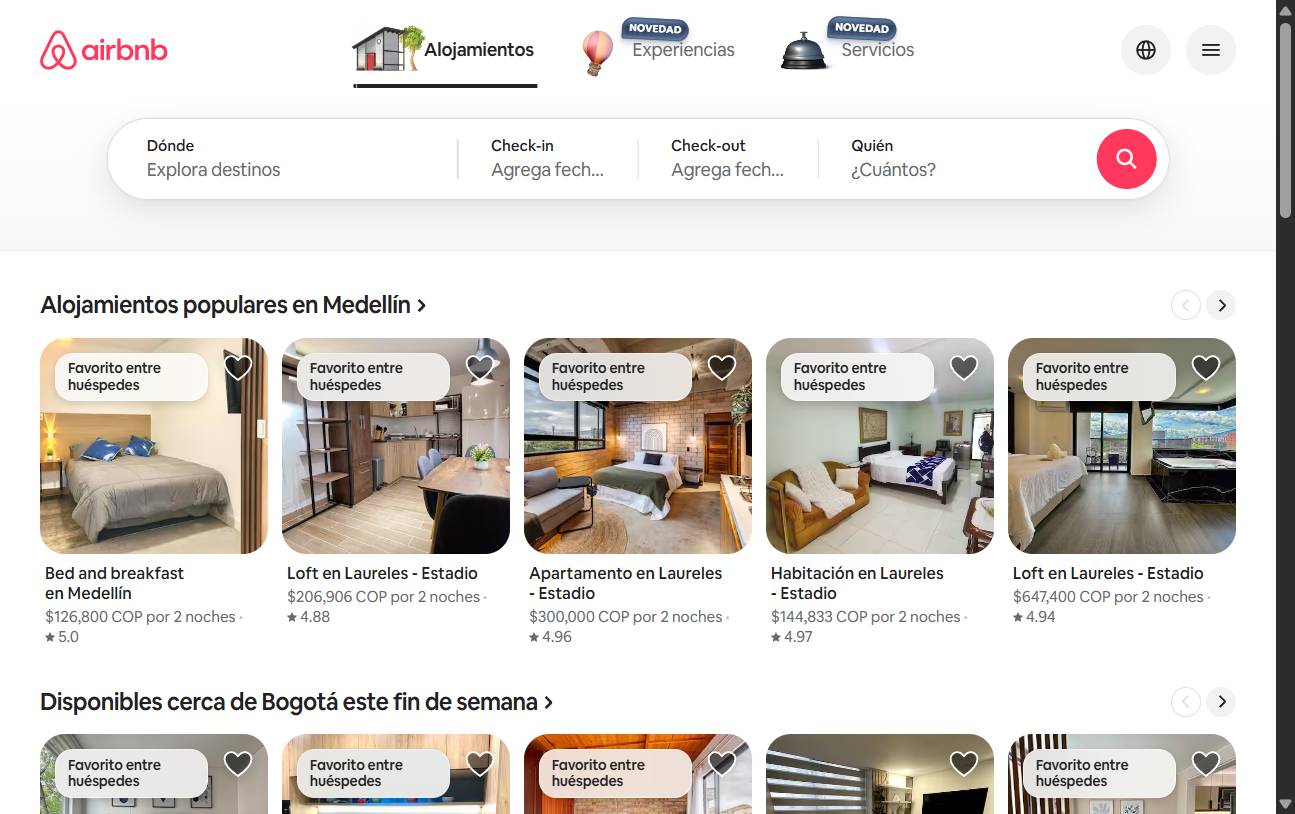 airbnb
Alojamientos
NOVEDAD
Experiencias
NOVEDAD
Servicios
Dónde
Explora destinos
Check-in
Agrega fech...
Check-out
Agrega fech...
Quién
¿Cuántos?
Alojamientos populares en Medellín
Favorito entre
huéspedes
Favorito entre
huéspedes
Favorito entre
huéspedes
Favorito entre
huéspedes
Favorito entre
huéspedes
Bed and breakfast
en Medellín
$126,800 COP por 2 noches ·
★ 5.0
Loft en Laureles - Estadio
$206,906 COP por 2 noches ·
★ 4.88
Apartamento en Laureles
- Estadio
$300,000 COP por 2 noches ·
★ 4.96
Habitación en Laureles
- Estadio
$144,833 COP por 2 noches ·
★ 4.97
Loft en Laureles - Estadio
$647,400 COP por 2 noches ·
★ 4.94
Disponibles cerca de Bogotá este fin de semana
Favorito entre
huéspedes
Favorito entre
huéspedes
Favorito entre
huéspedes
Favorito entre
huéspedes